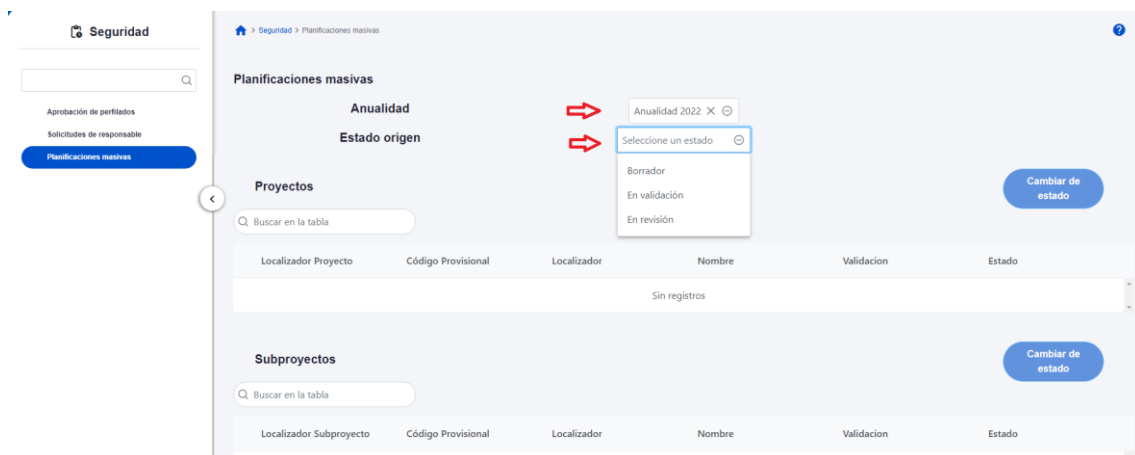 Seguridad
> Seguridad > Planificaciones masivas
?
Planificaciones masivas
Anualidad
Anualidad 2022
Estado origen
Seleccione un estado
Borrador
En validación
En revisión
Aprobación de perfilados
Solicitudes de responsable
Planificaciones masivas
Proyectos
Cambiar de
estado
Buscar en la tabla
Localizador Proyecto Código Provisional Localizador Nombre Validacion Estado
Sin registros
Subproyectos
Cambiar de
estado
Buscar en la tabla
Localizador Subproyecto Código Provisional Localizador Nombre Validacion Estado